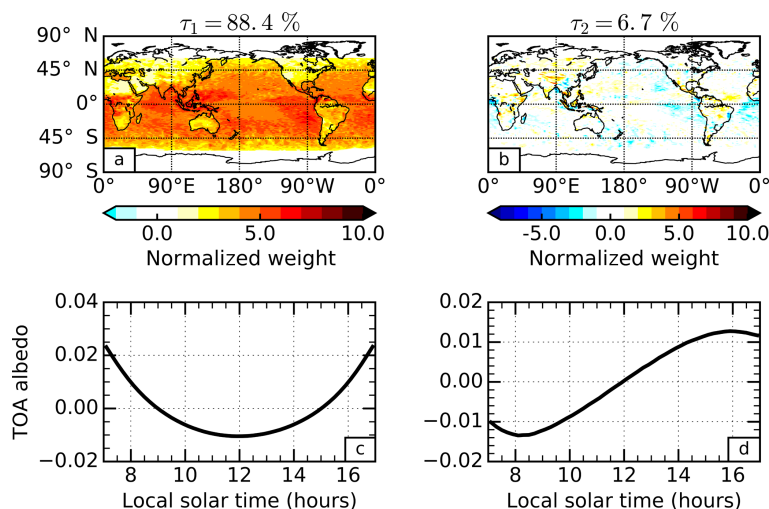 τ₁ = 88.4 %
τ₂ = 6.7 %
90° N
45° N
0°
45° S
90° S
a
b
0° 90°E 180° 90°W 0°
0° 90°E 180° 90°W 0°
0.0 5.0 10.0
-5.0 0.0 5.0 10.0
Normalized weight
Normalized weight
0.04
0.02
0.00
−0.02
TOA albedo
c
8 10 12 14 16
Local solar time (hours)
0.02
0.01
0.00
−0.01
−0.02
d
8 10 12 14 16
Local solar time (hours)